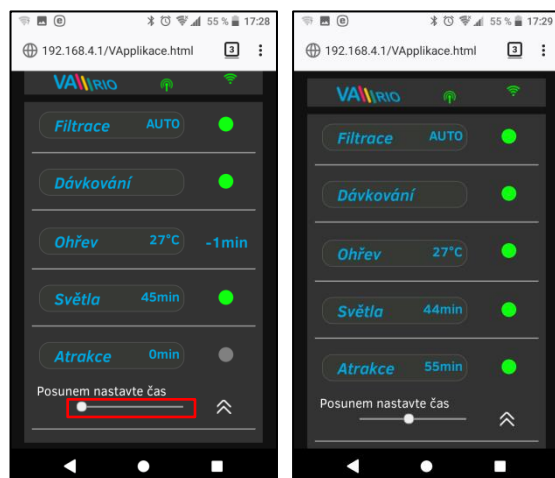 55 % 17:28
192.168.4.1/VApplikace.html 3
VARIO
Filtrace AUTO
Dávkování
Ohřev 27°C -1min
Světla 45min
Atrakce 0min
Posunem nastavte čas
55 % 17:29
192.168.4.1/VApplikace.html 3
VARIO
Filtrace AUTO
Dávkování
Ohřev 27°C
Světla 44min
Atrakce 55min
Posunem nastavte čas